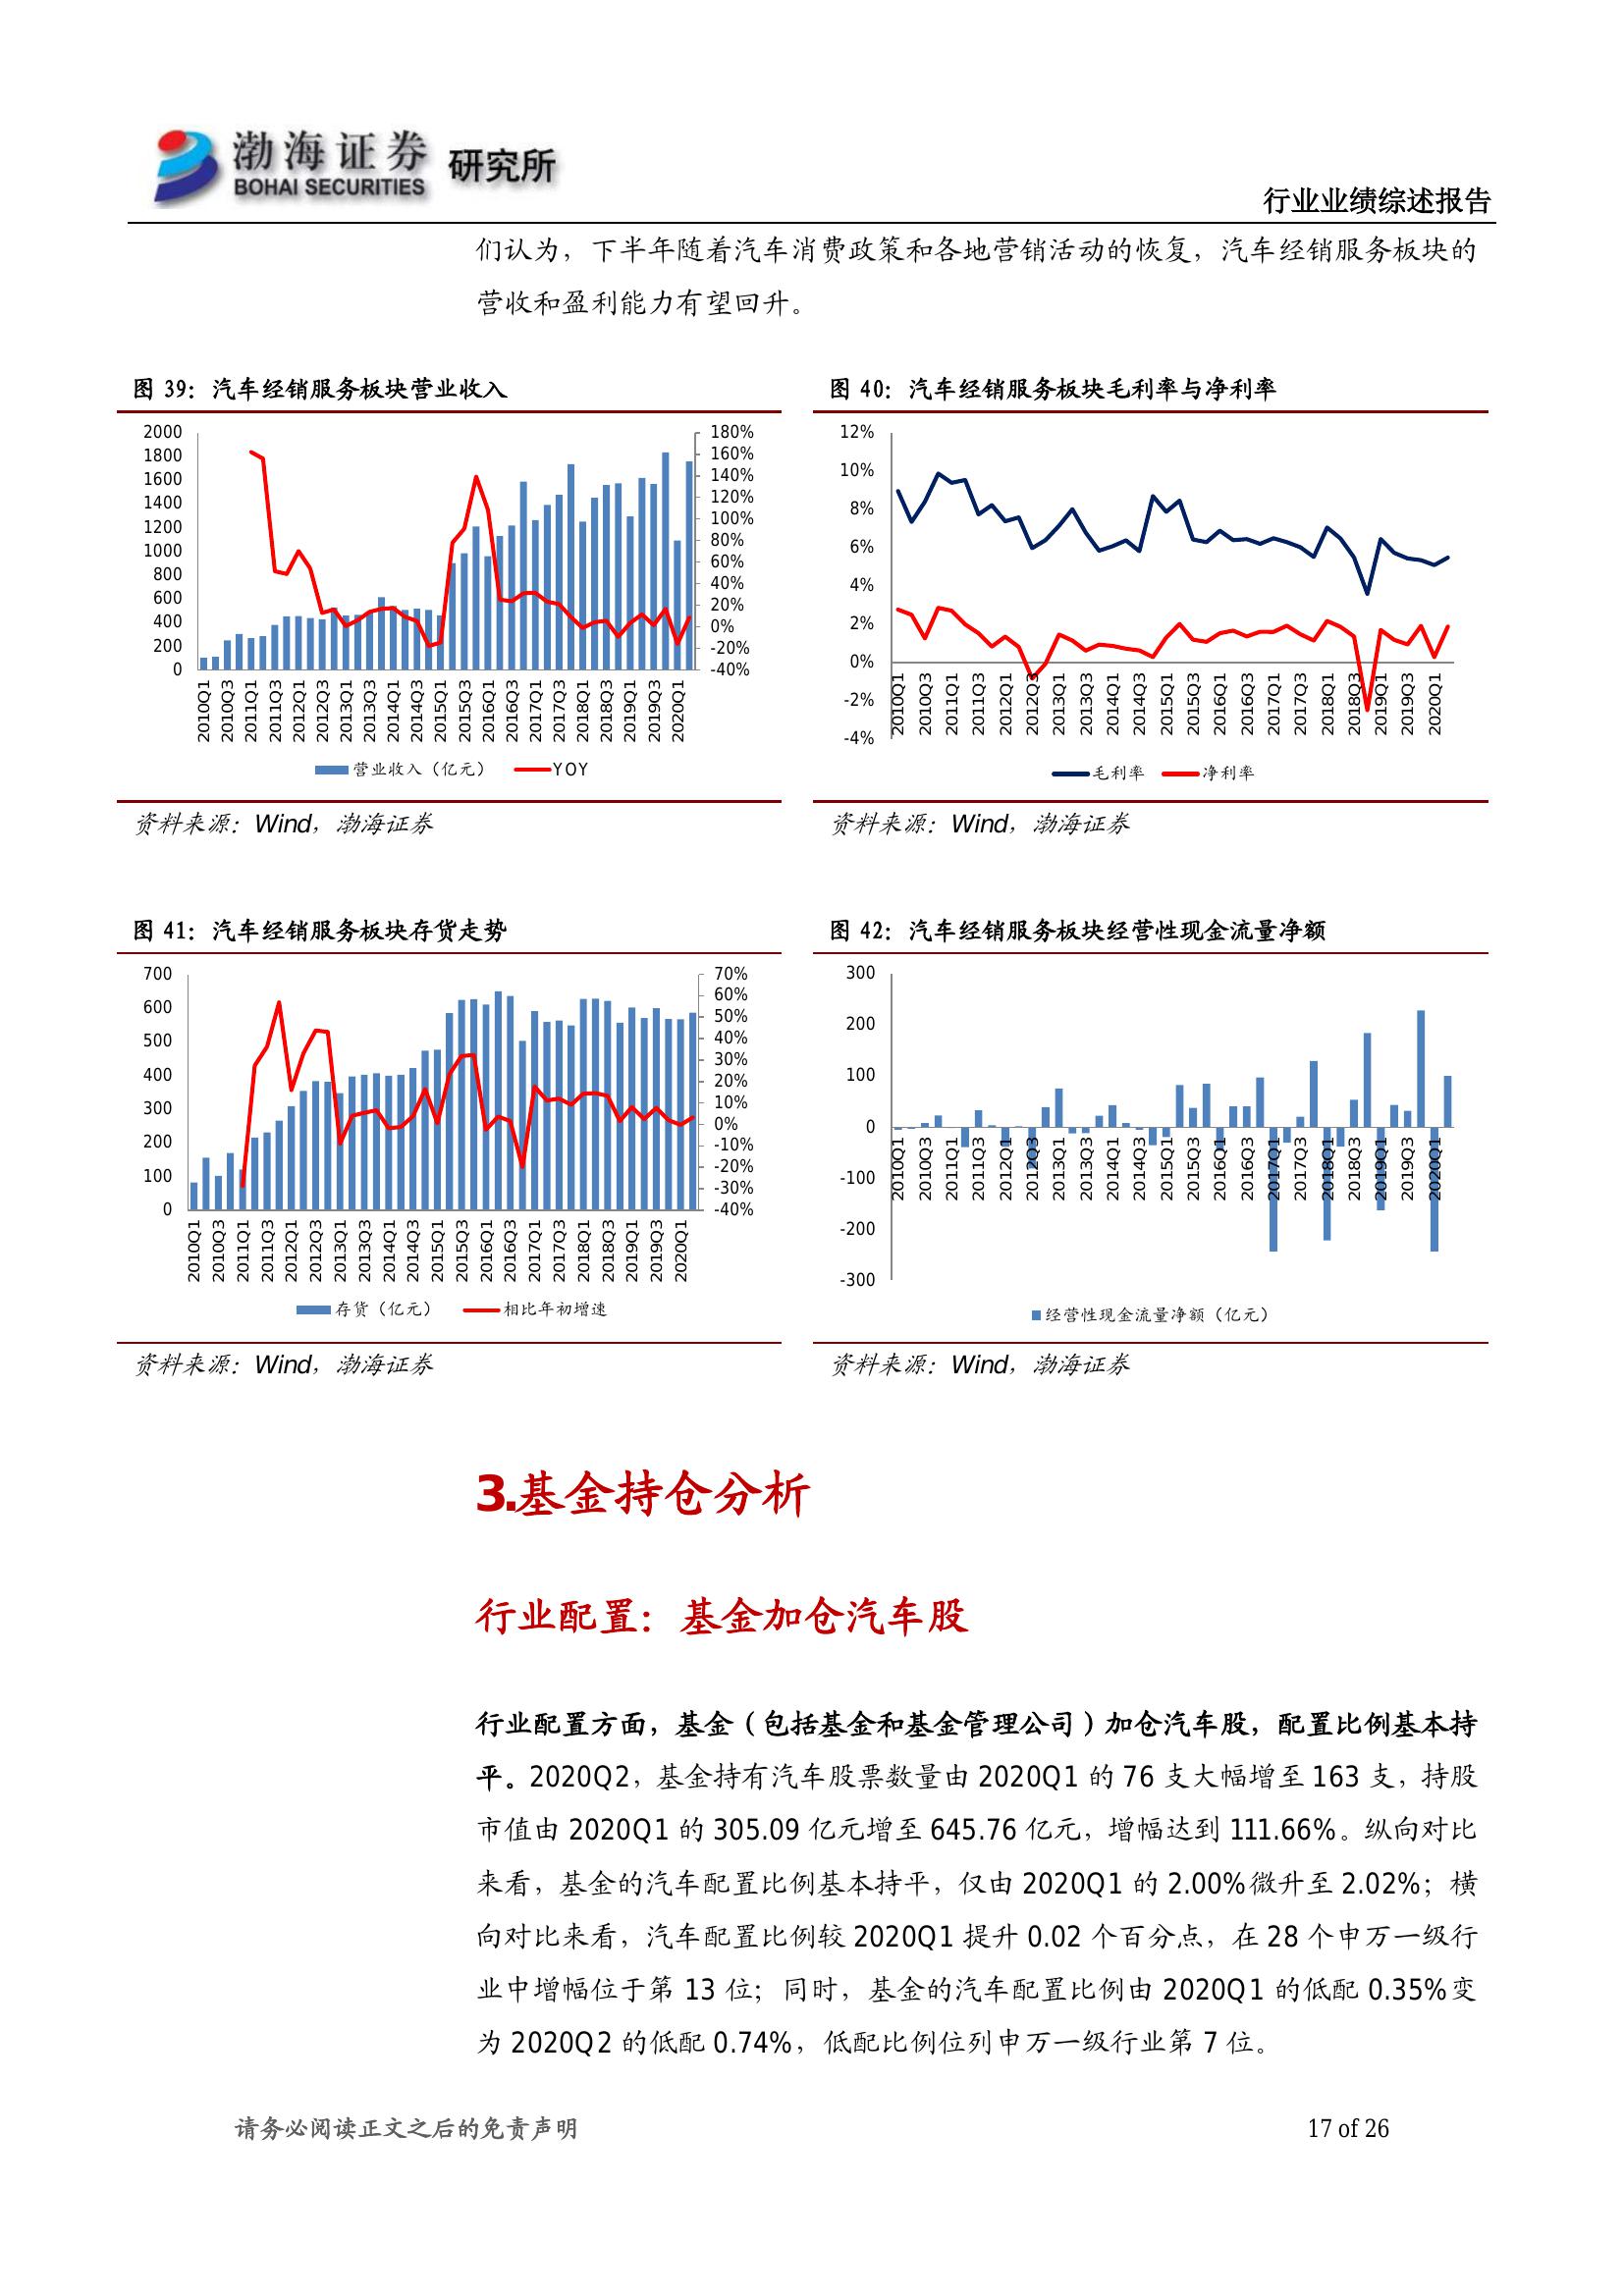 渤海证券 研究所
BOHAI SECURITIES
行业业绩综述报告
们认为，下半年随着汽车消费政策和各地营销活动的恢复，汽车经销服务板块的
营收和盈利能力有望回升。
图 39：汽车经销服务板块营业收入
2000
1800
1600
1400
1200
1000
800
600
400
200
0
180%
160%
140%
120%
100%
80%
60%
40%
20%
0%
-20%
-40%
2010Q1
2010Q3
2011Q1
2011Q3
2012Q1
2012Q3
2013Q1
2013Q3
2014Q1
2014Q3
2015Q1
2015Q3
2016Q1
2016Q3
2017Q1
2017Q3
2018Q1
2018Q3
2019Q1
2019Q3
2020Q1
营业收入（亿元） YOY
资料来源：Wind，渤海证券
图 40：汽车经销服务板块毛利率与净利率
12%
10%
8%
6%
4%
2%
0%
-2%
-4%
2010Q1
2010Q3
2011Q1
2011Q3
2012Q1
2012Q3
2013Q1
2013Q3
2014Q1
2014Q3
2015Q1
2015Q3
2016Q1
2016Q3
2017Q1
2017Q3
2018Q1
2018Q3
2019Q1
2019Q3
2020Q1
毛利率 净利率
资料来源：Wind，渤海证券
图 41：汽车经销服务板块存货走势
700
600
500
400
300
200
100
0
70%
60%
50%
40%
30%
20%
10%
0%
-10%
-20%
-30%
-40%
2010Q1
2010Q3
2011Q1
2011Q3
2012Q1
2012Q3
2013Q1
2013Q3
2014Q1
2014Q3
2015Q1
2015Q3
2016Q1
2016Q3
2017Q1
2017Q3
2018Q1
2018Q3
2019Q1
2019Q3
2020Q1
存货（亿元） 相比年初增速
资料来源：Wind，渤海证券
图 42：汽车经销服务板块经营性现金流量净额
300
200
100
0
-100
-200
-300
2010Q1
2010Q3
2011Q1
2011Q3
2012Q1
2012Q3
2013Q1
2013Q3
2014Q1
2014Q3
2015Q1
2015Q3
2016Q1
2016Q3
2017Q1
2017Q3
2018Q1
2018Q3
2019Q1
2019Q3
2020Q1
经营性现金流量净额（亿元）
资料来源：Wind，渤海证券
3.基金持仓分析
行业配置：基金加仓汽车股
行业配置方面，基金（包括基金和基金管理公司）加仓汽车股，配置比例基本持
平。2020Q2，基金持有汽车股票数量由 2020Q1 的 76 支大幅增至 163 支，持股
市值由 2020Q1 的 305.09 亿元增至 645.76 亿元，增幅达到 111.66%。纵向对比
来看，基金的汽车配置比例基本持平，仅由 2020Q1 的 2.00%微升至 2.02%；横
向对比来看，汽车配置比例较 2020Q1 提升 0.02 个百分点，在 28 个申万一级行
业中增幅位于第 13 位；同时，基金的汽车配置比例由 2020Q1 的低配 0.35%变
为 2020Q2 的低配 0.74%，低配比例位列申万一级行业第 7 位。
请务必阅读正文之后的免责声明
17 of 26